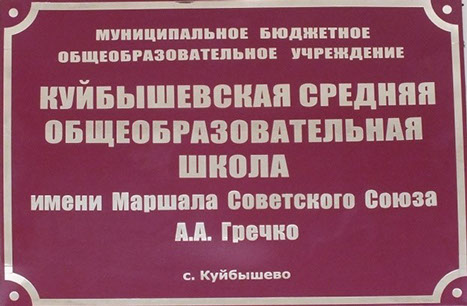 МУНИЦИПАЛЬНОЕ БЮДЖЕТНОЕ
ОБЩЕОБРАЗОВАТЕЛЬНОЕ УЧРЕЖДЕНИЕ
КУЙБЫШЕВСКАЯ СРЕДНЯЯ
ОБЩЕОБРАЗОВАТЕЛЬНАЯ
ШКОЛА
имени Маршала Советского Союза
А.А. Гречко
с. Куйбышево